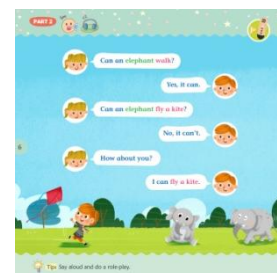 PART 2
Can an elephant walk?
Yes, it can.
Can an elephant fly a kite?
No, it can't.
How about you?
I can fly a kite.
6
Tips: Say aloud and do a role-play.